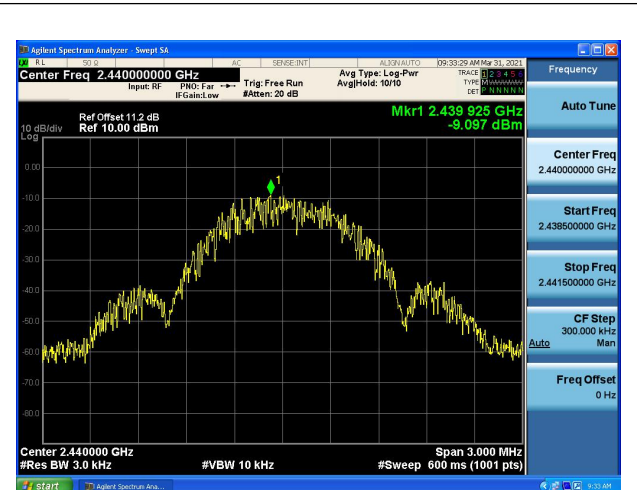 Agilent Spectrum Analyzer - Swept SA
RL 50 Ω AC SENSE:INT ALIGNAUTO 09:33:29 AM Mar 31, 2021
Center Freq 2.440000000 GHz
Input: RF PNO: Far Trig: Free Run Avg Type: Log-Pwr TRACE 1 2 3 4 5 6
IFGain:Low #Atten: 20 dB Avg|Hold: 10/10 TYPE
DET P N N N N N
Frequency
Auto Tune
Mkr1 2.439 925 GHz
-9.097 dBm
Ref Offset 11.2 dB
10 dB/div Ref 10.00 dBm
Log
1
0.00
-10.0
-20.0
-30.0
-40.0
-50.0
-60.0
-70.0
-80.0
Center Freq
2.440000000 GHz
Start Freq
2.438500000 GHz
Stop Freq
2.441500000 GHz
CF Step
300.000 kHz
Auto Man
Freq Offset
0 Hz
Center 2.440000 GHz Span 3.000 MHz
#Res BW 3.0 kHz #VBW 10 kHz #Sweep 600 ms (1001 pts)
start Agilent Spectrum Ana... 9:33 AM